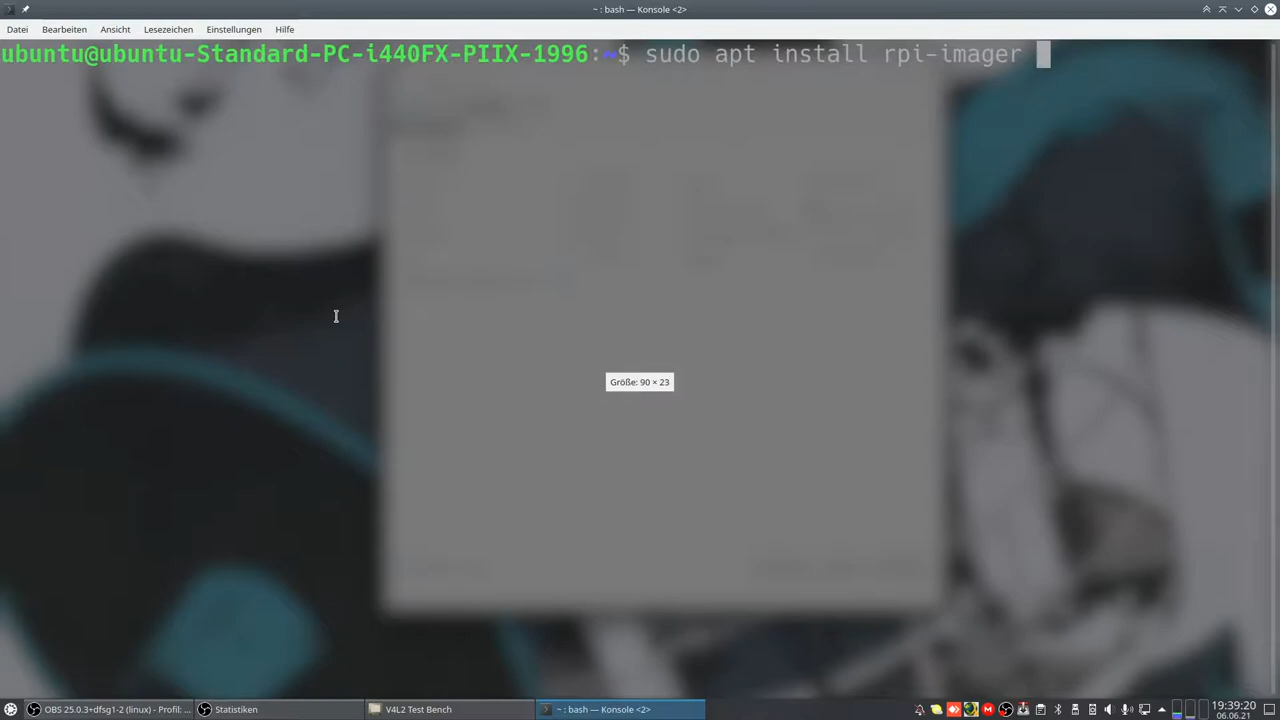 ~ : bash — Konsole <2>
Datei Bearbeiten Ansicht Lesezeichen Einstellungen Hilfe
ubuntu@ubuntu-Standard-PC-i440FX-PIIX-1996:~$ sudo apt install rpi-imager
Größe: 90 × 23
OBS 25.0.3+dfsg1-2 (linux) - Profil: ... Statistiken V4L2 Test Bench ~ : bash — Konsole <2> 19:39:20
06.06.21